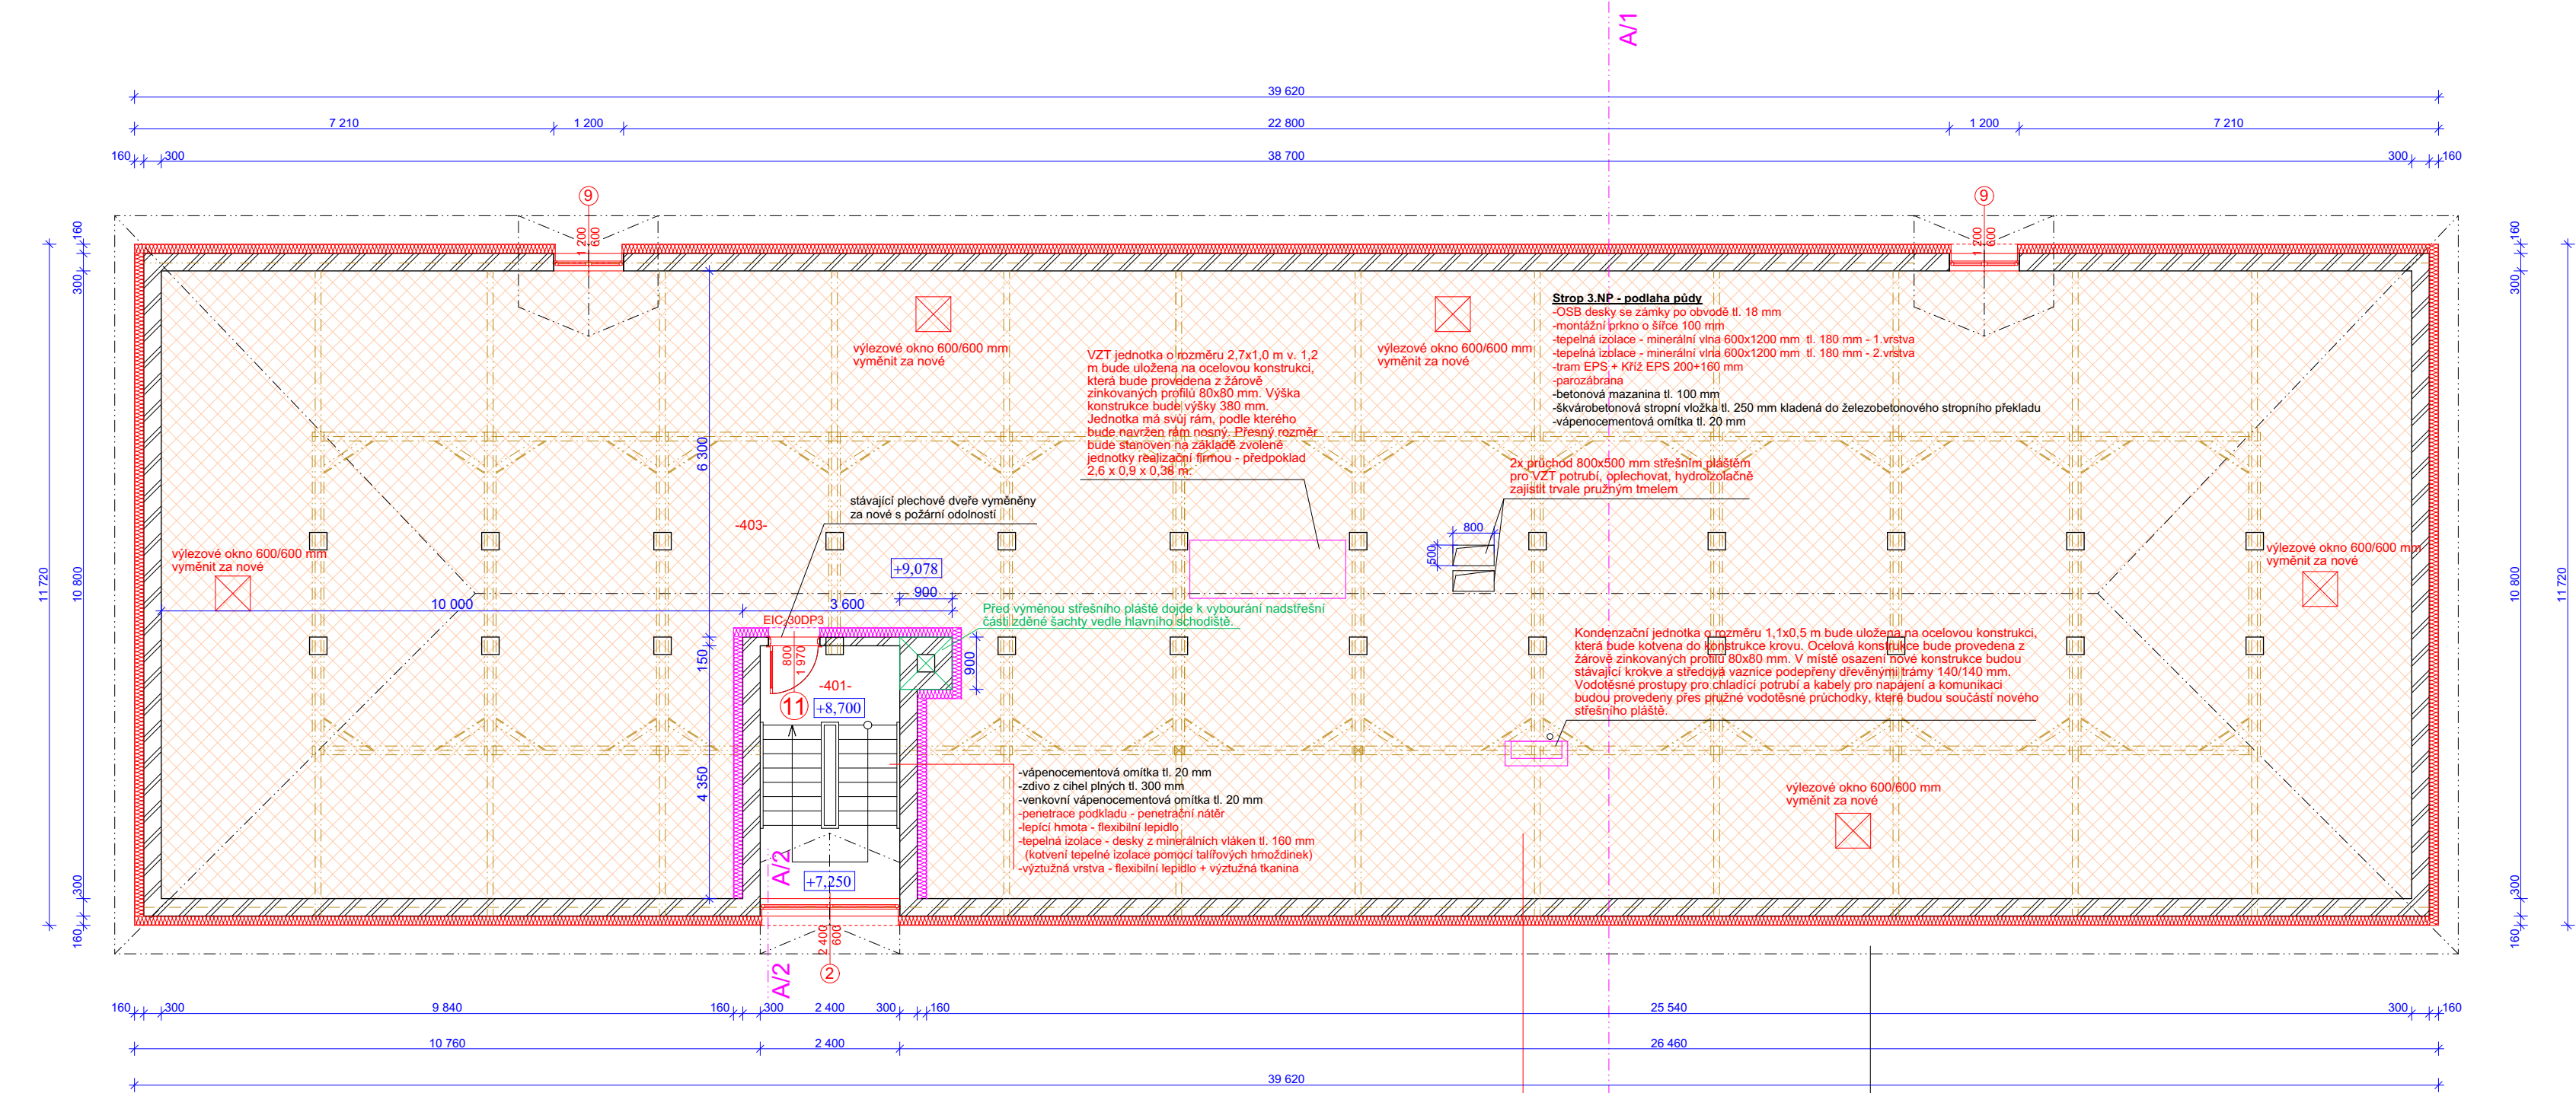 A/1
39 620
7 210
1 200
22 800
1 200
7 210
160
300
38 700
300
160
9
9
1 200
600
1 200
600
160
300
10 800
11 720
300
160
160
300
10 800
11 720
300
160
výlezové okno 600/600 mm
vyměnit za nové
VZT jednotka o rozměru 2,7x1,0 m v. 1,2
m bude uložena na ocelovou konstrukci,
která bude provedena z žárově
zinkovaných profilů 80x80 mm. Výška
konstrukce bude výšky 380 mm.
Jednotka má svůj rám, podle kterého
bude navržen rám nosný. Přesný rozměr
bude stanoven na základě zvolené
jednotky realizační firmou - předpoklad
2,6 x 0,9 x 0,38 m.
výlezové okno 600/600 mm
vyměnit za nové
Strop 3.NP - podlaha půdy
-OSB desky se zámky po obvodě tl. 18 mm
-montážní prkno o šířce 100 mm
-tepelná izolace - minerální vlna 600x1200 mm  tl. 180 mm - 1.vrstva
-tepelná izolace - minerální vlna 600x1200 mm  tl. 180 mm - 2.vrstva
-tram EPS + Kříž EPS 200+160 mm
-parozábrana
-betonová mazanina tl. 100 mm
-škvárobetonová stropní vložka tl. 250 mm kladená do železobetonového stropního překladu
-vápenocementová omítka tl. 20 mm
6 300
2x průchod 800x500 mm střešním pláštěm
pro VZT potrubí, oplechovat, hydroizolačně
zajistit trvale pružným tmelem
stávající plechové dveře vyměněny
za nové s požární odolností
-403-
800
500
výlezové okno 600/600 mm
vyměnit za nové
výlezové okno 600/600 mm
vyměnit za nové
+9,078
900
10 000
3 600
Před výměnou střešního pláště dojde k vybourání nadstřešní
části zděné šachty vedle hlavního schodiště.
EIC-30DP3
150
800
1 970
900
-401-
11
+8,700
Kondenzační jednotka o rozměru 1,1x0,5 m bude uložena na ocelovou konstrukci,
která bude kotvena do konstrukce krovu. Ocelová konstrukce bude provedena z
žárově zinkovaných profilů 80x80 mm. V místě osazení nové konstrukce budou
stávající krokve a středová vaznice podepřeny dřevěnými trámy 140/140 mm.
Vodotěsné prostupy pro chladící potrubí a kabely pro napájení a komunikaci
budou provedeny přes pružné vodotěsné průchodky, které budou součástí nového
střešního pláště.
4 350
-vápenocementová omítka tl. 20 mm
-zdivo z cihel plných tl. 300 mm
-venkovní vápenocementová omítka tl. 20 mm
-penetrace podkladu - penetrační nátěr
-lepící hmota - flexibilní lepidlo
-tepelná izolace - desky z minerálních vláken tl. 160 mm
(kotvení tepelné izolace pomocí talířových hmoždinek)
-výztužná vrstva - flexibilní lepidlo + výztužná tkanina
výlezové okno 600/600 mm
vyměnit za nové
A/2
+7,250
2 400
600
A/2
2
160
300
9 840
160
300
2 400
300
160
25 540
300
160
10 760
2 400
26 460
39 620